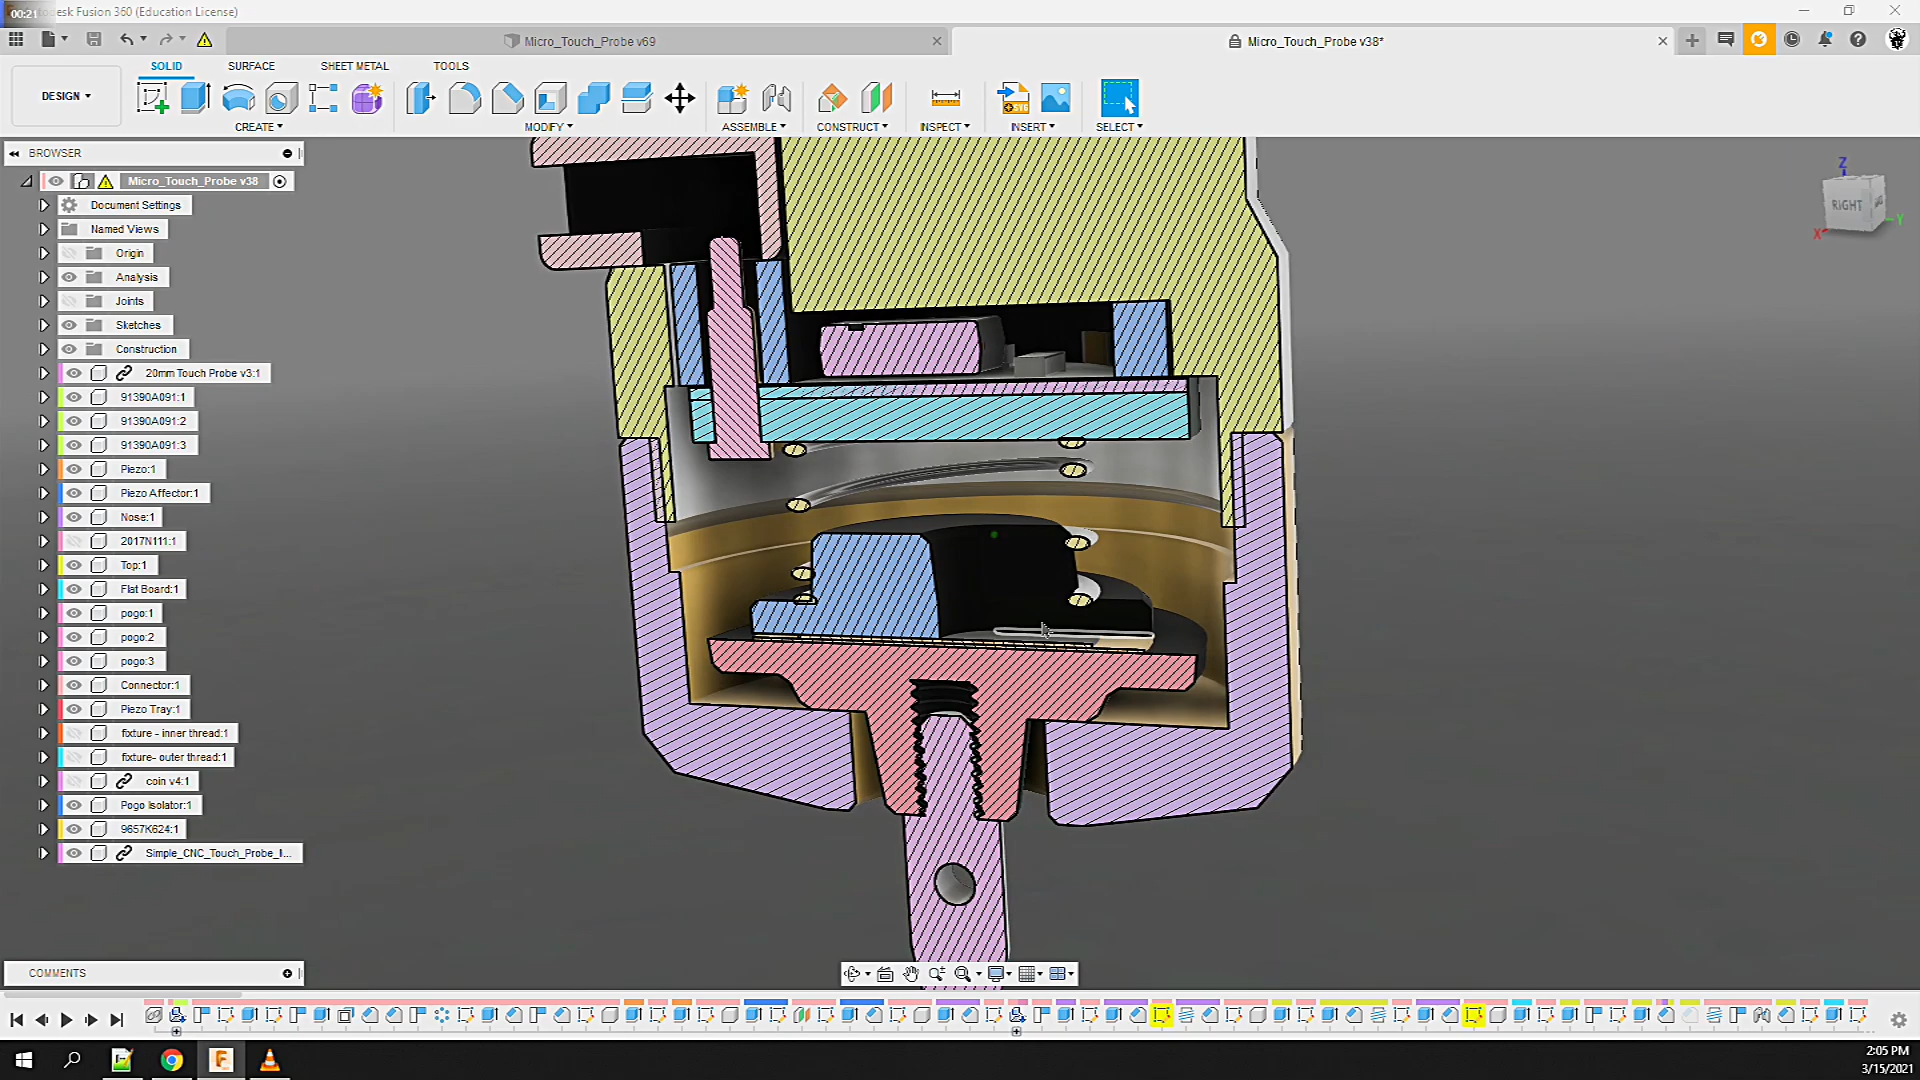 00:21
desk Fusion 360 (Education License)
Micro_Touch_Probe v69
Micro_Touch_Probe v38*
SOLID
SURFACE
SHEET METAL
TOOLS
DESIGN
CREATE
MODIFY
ASSEMBLE
CONSTRUCT
INSPECT
INSERT
SELECT
BROWSER
Micro_Touch_Probe v38
Document Settings
Named Views
Origin
Analysis
Joints
Sketches
Construction
20mm Touch Probe v3:1
91390A091:1
91390A091:2
91390A091:3
Piezo:1
Piezo Affector:1
Nose:1
2017N111:1
Top:1
Flat Board:1
pogo:1
pogo:2
pogo:3
Connector:1
Piezo Tray:1
fixture - inner thread:1
fixture- outer thread:1
coin v4:1
Pogo Isolator:1
9657K624:1
Simple_CNC_Touch_Probe_I...
Z
RIGHT
Y
X
COMMENTS
2:05 PM
3/15/2021